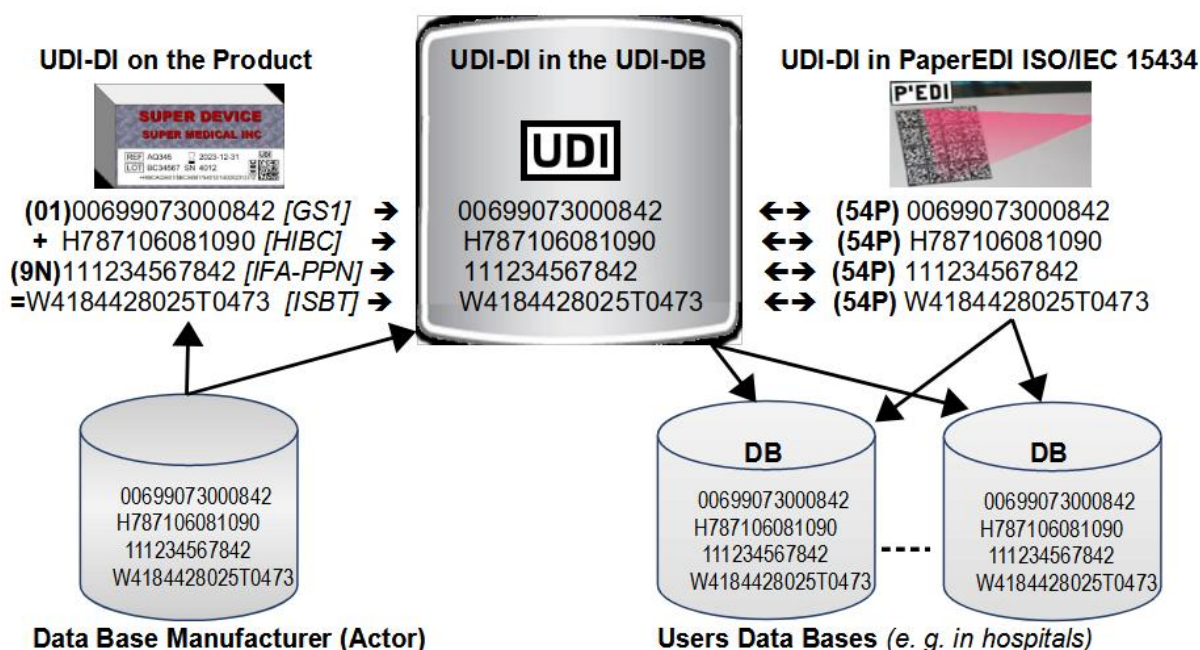 UDI-DI on the Product
SUPER DEVICE
SUPER MEDICAL INC
REF AQ345 2023-12-31
LOT BC34567 SN 4012
UDI
(01)00699073000842 [GS1] ➔
+ H787106081090 [HIBC] ➔
(9N)111234567842 [IFA-PPN] ➔
=W4184428025T0473 [ISBT] ➔
UDI-DI in the UDI-DB
UDI
00699073000842
H787106081090
111234567842
W4184428025T0473
UDI-DI in PaperEDI ISO/IEC 15434
P'EDI
(54P) 00699073000842
(54P) H787106081090
(54P) 111234567842
(54P) W4184428025T0473
00699073000842
H787106081090
111234567842
W4184428025T0473
Data Base Manufacturer (Actor)
DB
00699073000842
H787106081090
111234567842
W4184428025T0473
DB
00699073000842
H787106081090
111234567842
W4184428025T0473
Users Data Bases (e. g. in hospitals)